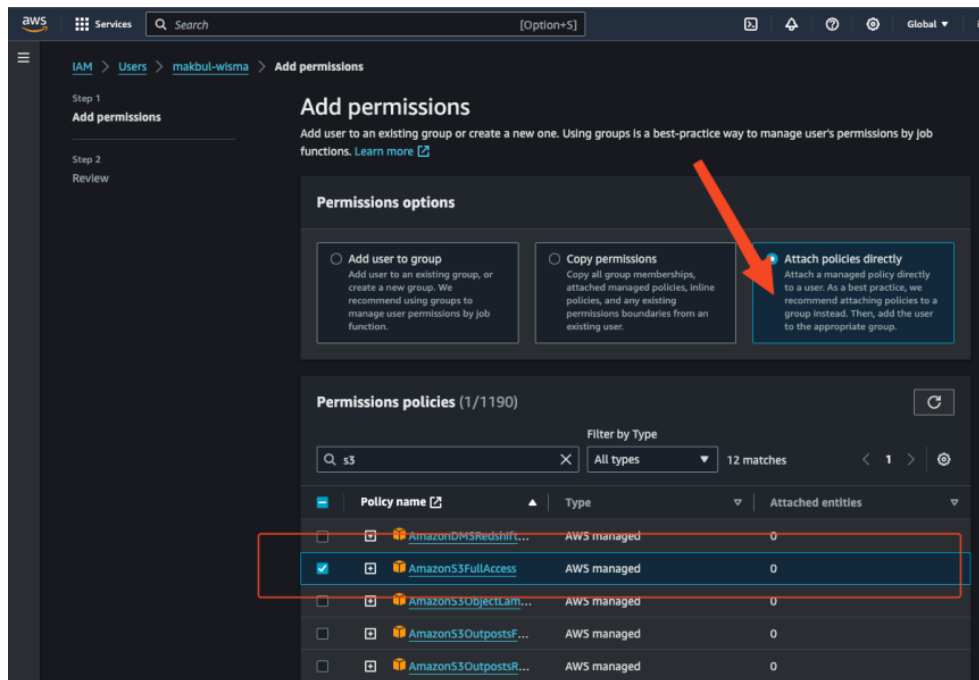 aws Services Search [Option+S] Global
IAM > Users > makbul-wisma > Add permissions
Step 1
Add permissions
Step 2
Review
Add permissions
Add user to an existing group or create a new one. Using groups is a best-practice way to manage user's permissions by job
functions. Learn more
Permissions options
Add user to group
Add user to an existing group, or
create a new group. We
recommend using groups to
manage user permissions by job
function.
Copy permissions
Copy all group memberships,
attached managed policies, inline
policies, and any existing
permissions boundaries from an
existing user.
Attach policies directly
Attach a managed policy directly
to a user. As a best practice, we
recommend attaching policies to a
group instead. Then, add the user
to the appropriate group.
Permissions policies (1/1190)
Filter by Type
s3 All types 12 matches 1
Policy name Type Attached entities
AmazonDMSRedshift... AWS managed 0
AmazonS3FullAccess AWS managed 0
AmazonS3ObjectLam... AWS managed 0
AmazonS3OutpostsF... AWS managed 0
AmazonS3OutpostsR... AWS managed 0